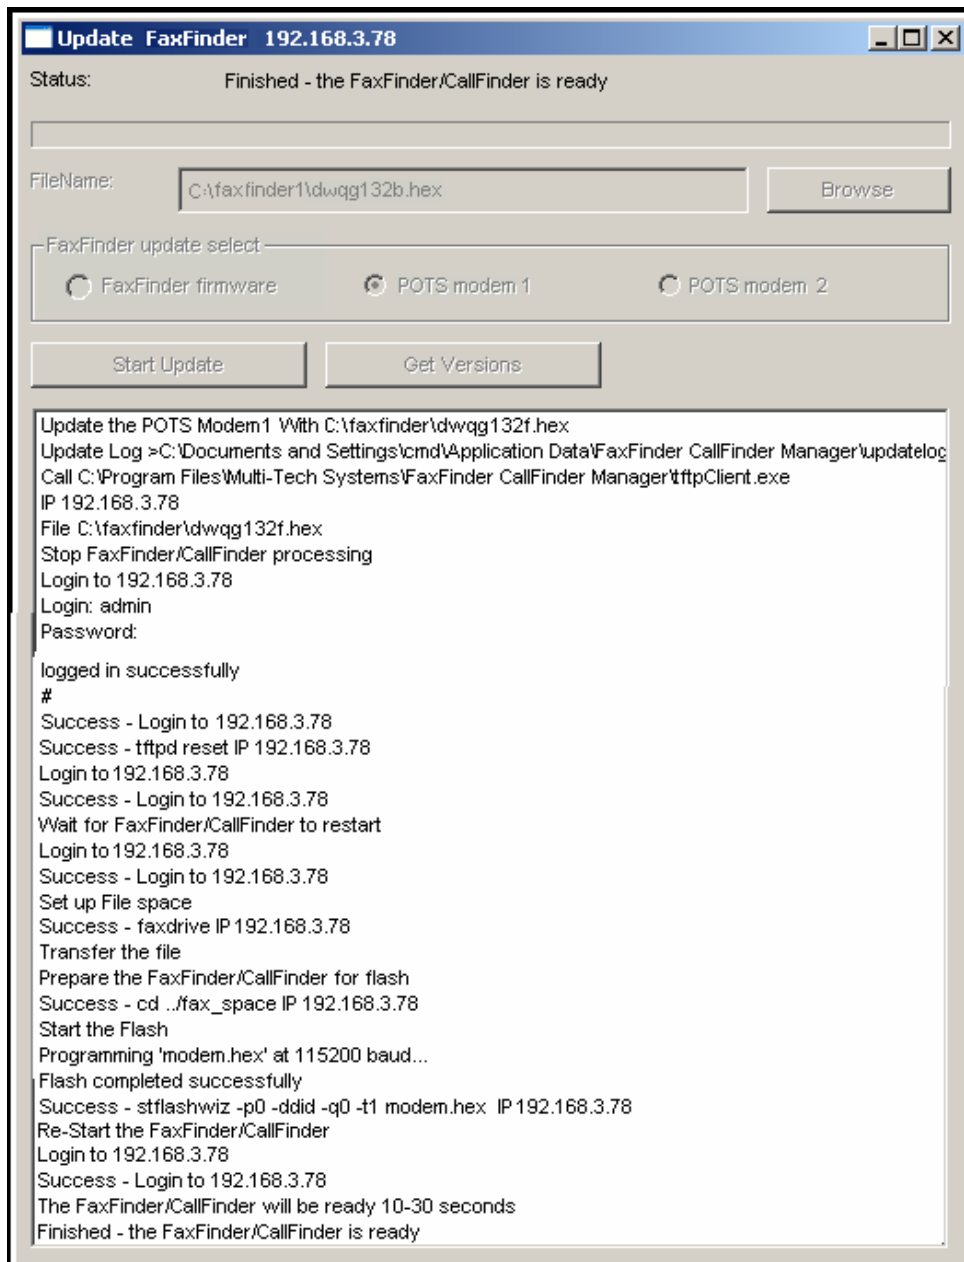 Update FaxFinder 192.168.3.78
Status: Finished - the FaxFinder/CallFinder is ready
FileName: C:\faxfinder1\dwqg132b.hex Browse
FaxFinder update select
FaxFinder firmware POTS modem 1 POTS modem 2
Start Update Get Versions
Update the POTS Modem1 With C:\faxfinder\dwqg132f.hex
Update Log >C:\Documents and Settings\cmd\Application Data\FaxFinder CallFinder Manager\updatelog
Call C:\Program Files\Multi-Tech Systems\FaxFinder CallFinder Manager\tftpClient.exe
IP 192.168.3.78
File C:\faxfinder\dwqg132f.hex
Stop FaxFinder/CallFinder processing
Login to 192.168.3.78
Login: admin
Password:
logged in successfully
#
Success - Login to 192.168.3.78
Success - tftpd reset IP 192.168.3.78
Login to 192.168.3.78
Success - Login to 192.168.3.78
Wait for FaxFinder/CallFinder to restart
Login to 192.168.3.78
Success - Login to 192.168.3.78
Set up File space
Success - faxdrive IP 192.168.3.78
Transfer the file
Prepare the FaxFinder/CallFinder for flash
Success - cd ../fax_space IP 192.168.3.78
Start the Flash
Programming 'modem.hex' at 115200 baud...
Flash completed successfully
Success - stflashwiz -p0 -ddid -q0 -t1 modem.hex IP 192.168.3.78
Re-Start the FaxFinder/CallFinder
Login to 192.168.3.78
Success - Login to 192.168.3.78
The FaxFinder/CallFinder will be ready 10-30 seconds
Finished - the FaxFinder/CallFinder is ready